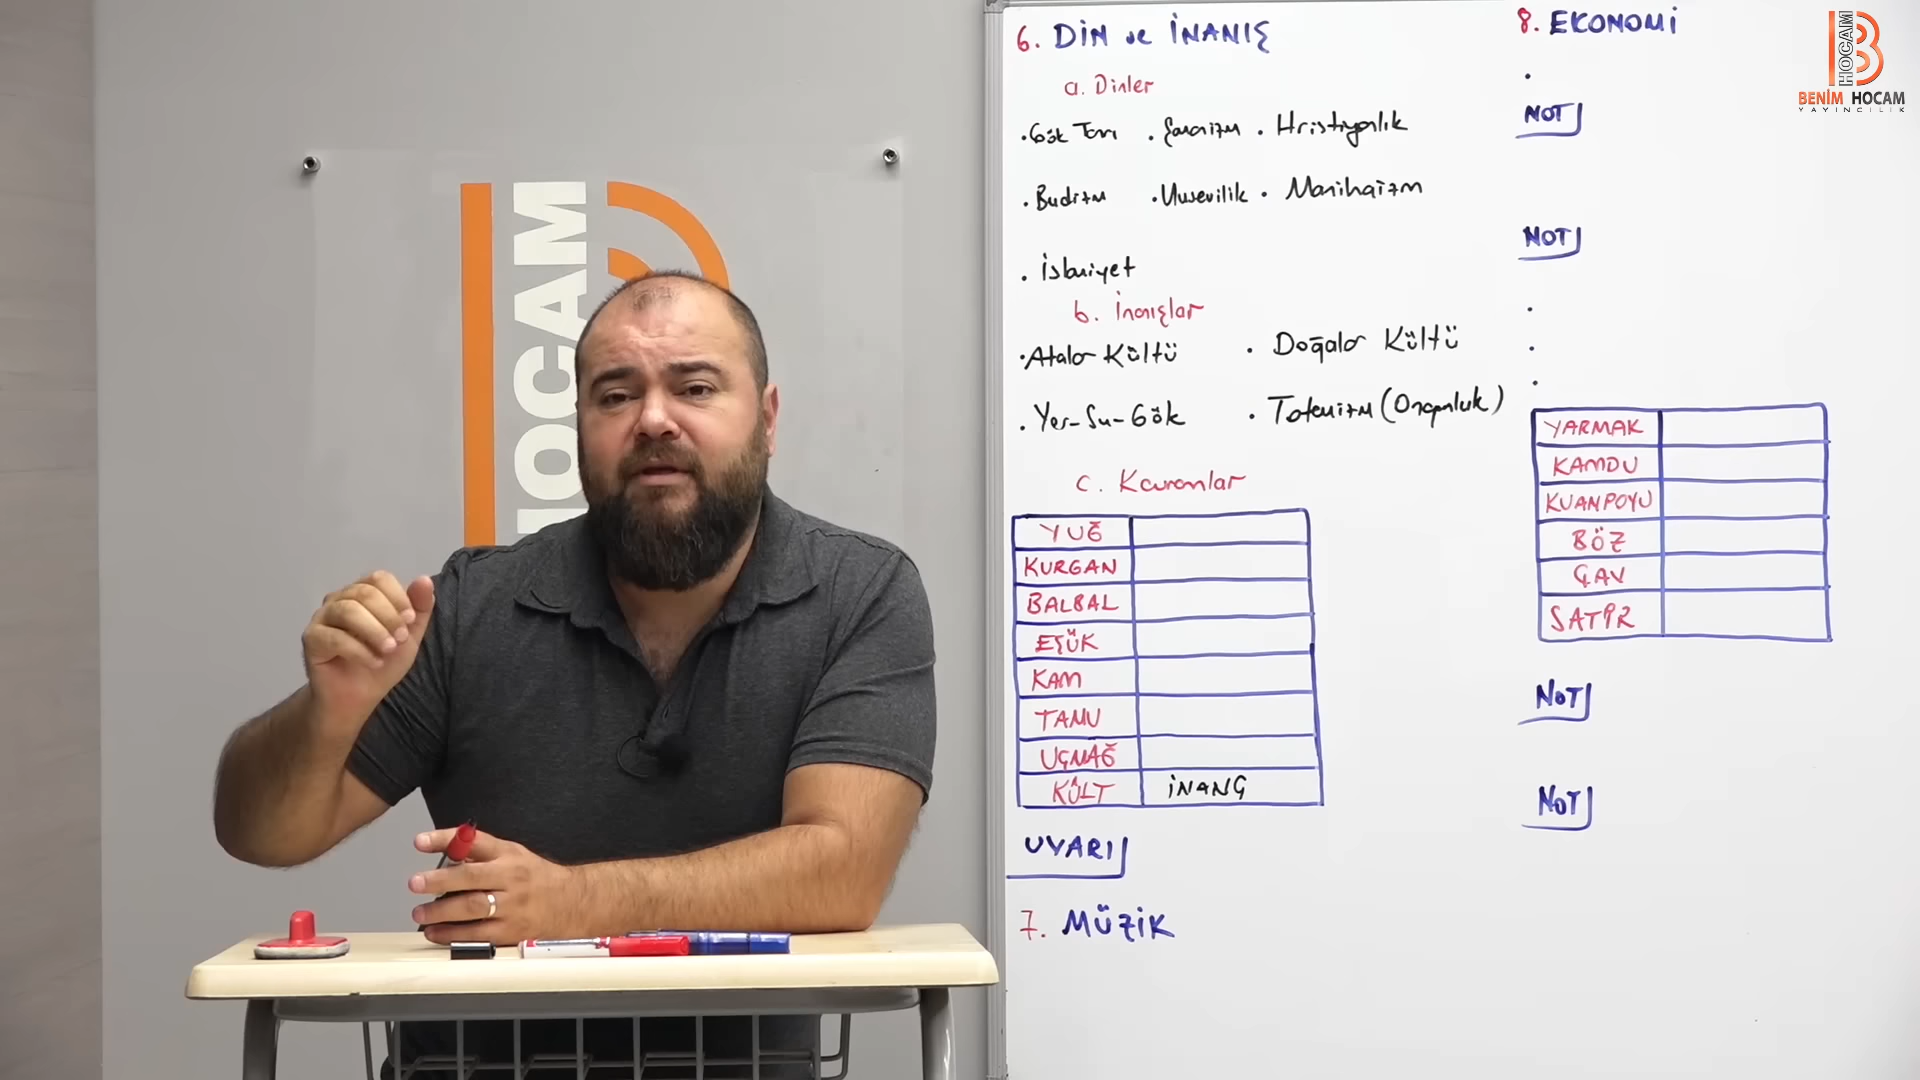 6. DİN ve İNANIŞ
a. Dinler
• Gök Tanrı • Şamanizm • Hristiyanlık
• Budizm • Musevilik • Manihaizm
• İslamiyet
b. İnanışlar
• Atalar Kültü • Doğalar Kültü
• Yer-Su-Gök • Totemizm (Ongunluk)
c. Kavramlar
YUĞ
KURGAN
BALBAL
EŞÜK
KAM
TAMU
UÇMAĞ
KÜLT İNANÇ
UYARI
7. MÜZİK
8. EKONOMİ
NOT
NOT
YARMAK
KAMDU
KUANPOYU
BÖZ
ÇAV
SATIR
NOT
NOT
HOCAM
HOCAM
BENİM HOCAM
YAYINCILIK